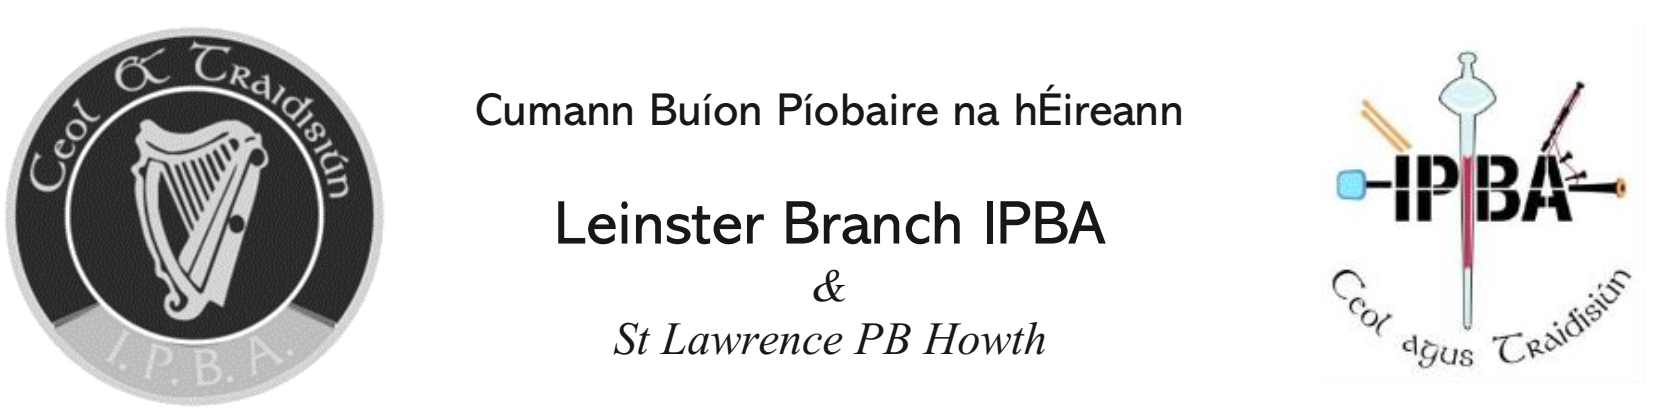 Ceol & Traidisiún
I.P.B.A.
Cumann Buíon Píobaire na hÉireann
Leinster Branch IPBA
&
St Lawrence PB Howth
IPBA
Ceol agus Traidisiún